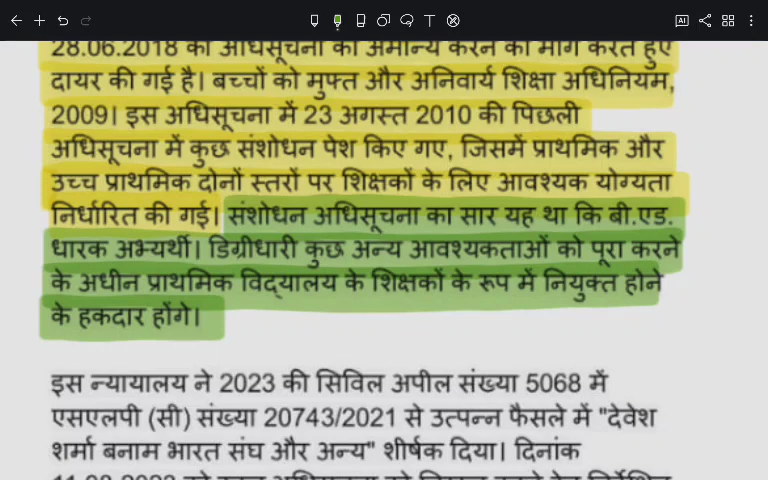 28.06.2018 की अधिसूचना को अमान्य करने की मांग करते हुए
दायर की गई है। बच्चों को मुफ्त और अनिवार्य शिक्षा अधिनियम,
2009। इस अधिसूचना में 23 अगस्त 2010 की पिछली
अधिसूचना में कुछ संशोधन पेश किए गए, जिसमें प्राथमिक और
उच्च प्राथमिक दोनों स्तरों पर शिक्षकों के लिए आवश्यक योग्यता
निर्धारित की गई। संशोधन अधिसूचना का सार यह था कि बी.एड.
धारक अभ्यर्थी। डिग्रीधारी कुछ अन्य आवश्यकताओं को पूरा करने
के अधीन प्राथमिक विद्यालय के शिक्षकों के रूप में नियुक्त होने
के हकदार होंगे।
इस न्यायालय ने 2023 की सिविल अपील संख्या 5068 में
एसएलपी (सी) संख्या 20743/2021 से उत्पन्न फैसले में "देवेश
शर्मा बनाम भारत संघ और अन्य" शीर्षक दिया। दिनांक